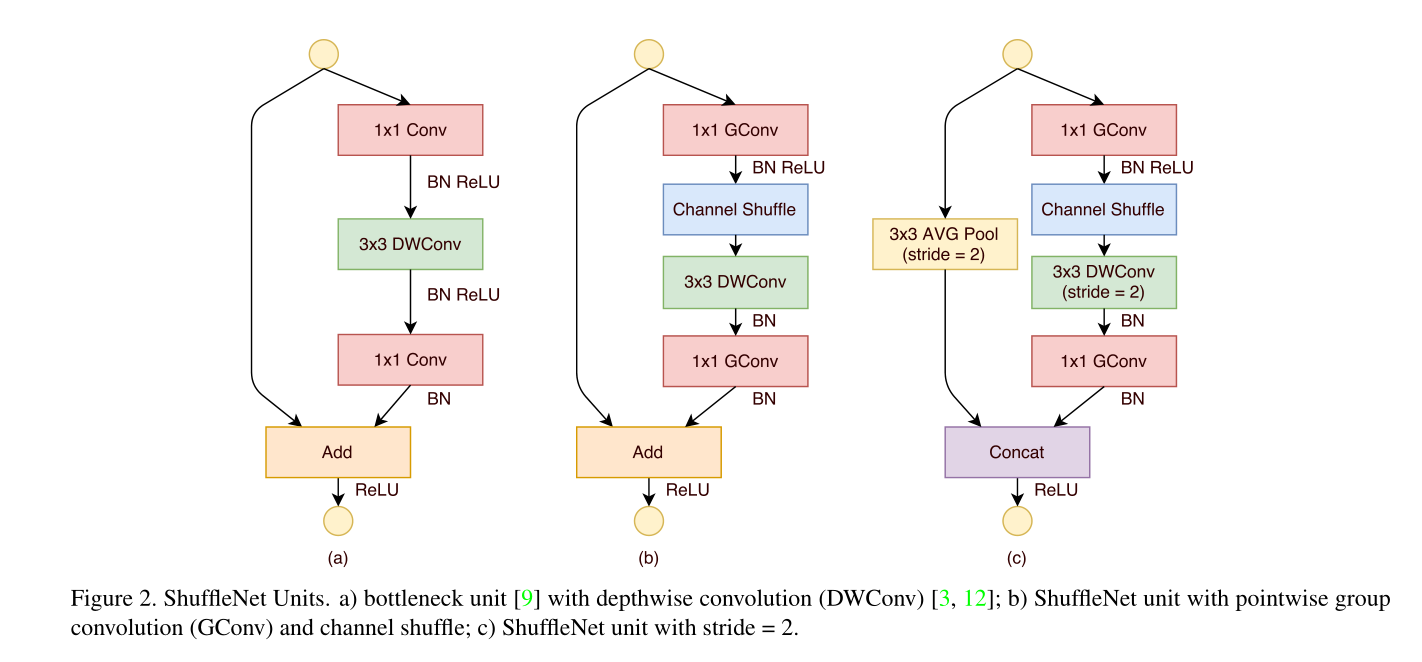 1x1 Conv
BN ReLU
3x3 DWConv
BN ReLU
1x1 Conv
BN
Add
ReLU
(a)
1x1 GConv
BN ReLU
Channel Shuffle
3x3 DWConv
BN
1x1 GConv
BN
Add
ReLU
(b)
3x3 AVG Pool
(stride = 2)
1x1 GConv
BN ReLU
Channel Shuffle
3x3 DWConv
(stride = 2)
BN
1x1 GConv
BN
Concat
ReLU
(c)
Figure 2. ShuffleNet Units. a) bottleneck unit [9] with depthwise convolution (DWConv) [3, 12]; b) ShuffleNet unit with pointwise group
convolution (GConv) and channel shuffle; c) ShuffleNet unit with stride = 2.